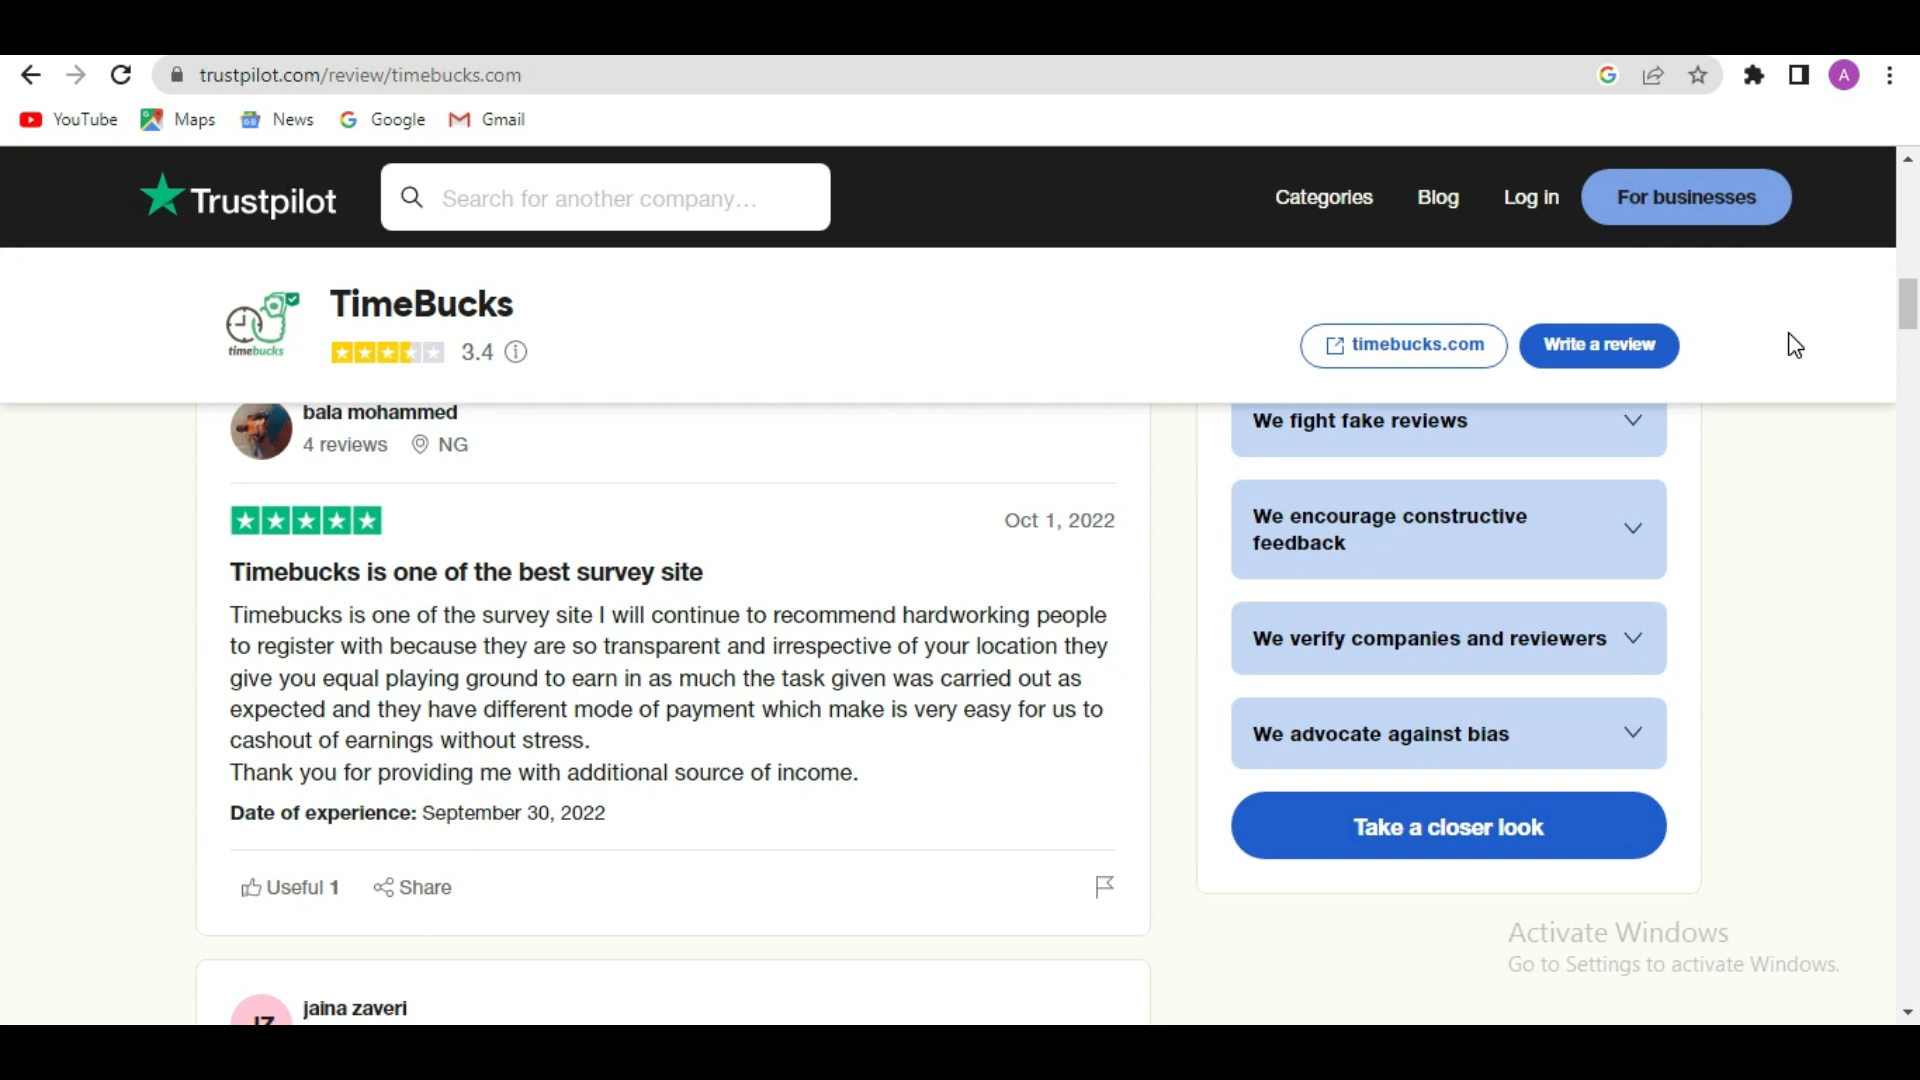 trustpilot.com/review/timebucks.com
A
YouTube
Maps
News
Google
Gmail
Trustpilot
Search for another company...
Categories
Blog
Log in
For businesses
timebucks
TimeBucks
3.4
timebucks.com
Write a review
bala mohammed
4 reviews
NG
Oct 1, 2022
Timebucks is one of the best survey site
Timebucks is one of the survey site I will continue to recommend hardworking people
to register with because they are so transparent and irrespective of your location they
give you equal playing ground to earn in as much the task given was carried out as
expected and they have different mode of payment which make is very easy for us to
cashout of earnings without stress.
Thank you for providing me with additional source of income.
Date of experience: September 30, 2022
Useful 1
Share
JZ
jaina zaveri
We fight fake reviews
We encourage constructive
feedback
We verify companies and reviewers
We advocate against bias
Take a closer look
Activate Windows
Go to Settings to activate Windows.